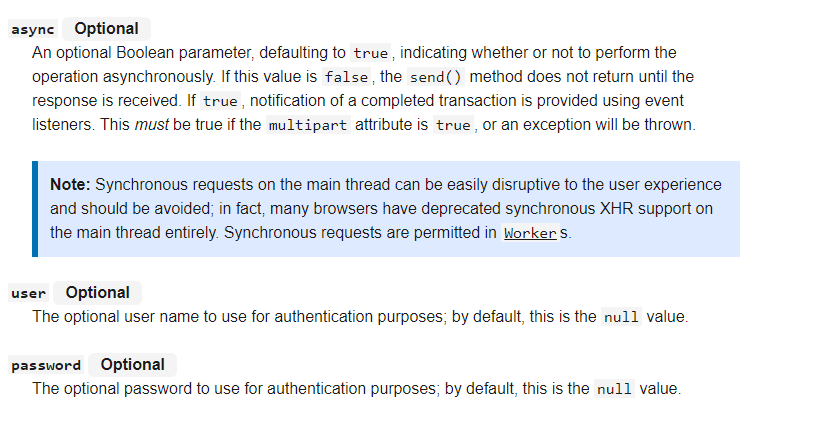 async Optional
An optional Boolean parameter, defaulting to true, indicating whether or not to perform the
operation asynchronously. If this value is false, the send() method does not return until the
response is received. If true, notification of a completed transaction is provided using event
listeners. This must be true if the multipart attribute is true, or an exception will be thrown.
Note: Synchronous requests on the main thread can be easily disruptive to the user experience
and should be avoided; in fact, many browsers have deprecated synchronous XHR support on
the main thread entirely. Synchronous requests are permitted in Workers.
user Optional
The optional user name to use for authentication purposes; by default, this is the null value.
password Optional
The optional password to use for authentication purposes; by default, this is the null value.